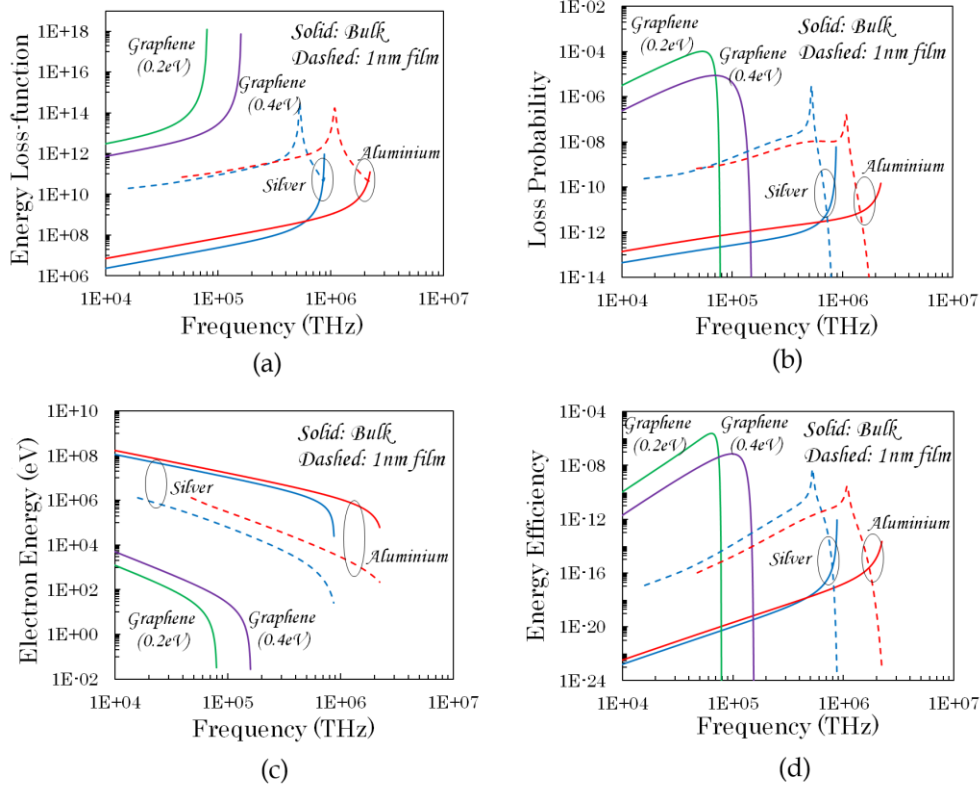 Energy Loss-function
1E+18
1E+16
1E+14
1E+12
1E+10
1E+08
1E+06
Graphene
(0.2eV)
Graphene
(0.4eV)
Solid: Bulk
Dashed: 1nm film
Silver
Aluminium
1E+04 1E+05 1E+06 1E+07
Frequency (THz)
(a)
Loss Probability
1E-02
1E-04
1E-06
1E-08
1E-10
1E-12
1E-14
Graphene
(0.2eV)
Graphene
(0.4eV)
Solid: Bulk
Dashed: 1nm film
Silver
Aluminium
1E+04 1E+05 1E+06 1E+07
Frequency (THz)
(b)
Electron Energy (eV)
1E+10
1E+08
1E+06
1E+04
1E+02
1E+00
1E-02
Solid: Bulk
Dashed: 1nm film
Silver
Aluminium
Graphene
(0.2eV)
Graphene
(0.4eV)
1E+04 1E+05 1E+06 1E+07
Frequency (THz)
(c)
Energy Efficiency
1E-04
1E-08
1E-12
1E-16
1E-20
1E-24
Graphene
(0.2eV)
Graphene
(0.4eV)
Solid: Bulk
Dashed: 1nm film
Silver
Aluminium
1E+04 1E+05 1E+06 1E+07
Frequency (THz)
(d)